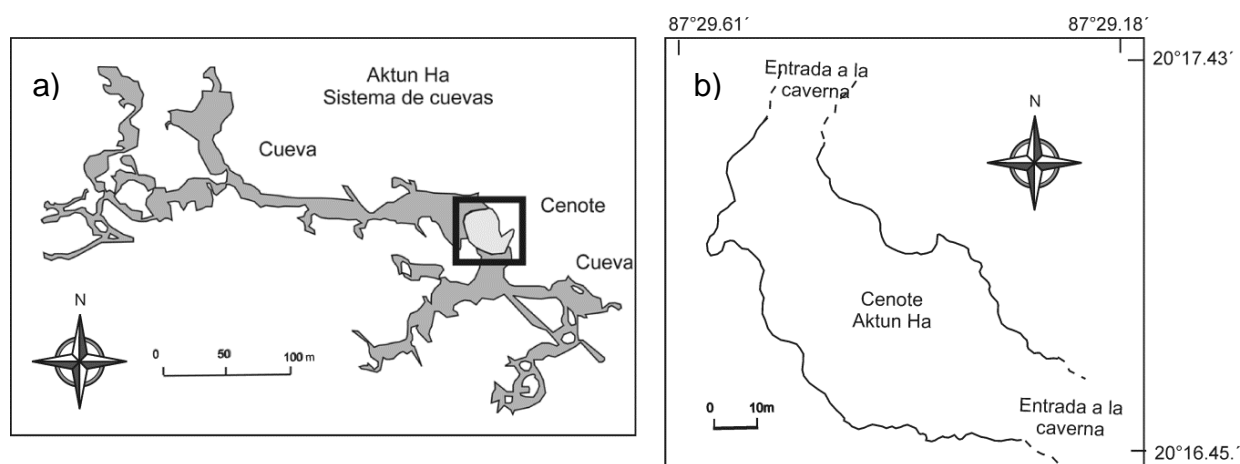 a)
Aktun Ha
Sistema de cuevas
Cueva
Cenote
Cueva
N
0 50 100 m
b)
87°29.61´
87°29.18´
20°17.43´
Entrada a la
caverna
N
Cenote
Aktun Ha
0 10m
Entrada a la
caverna
20°16.45.´